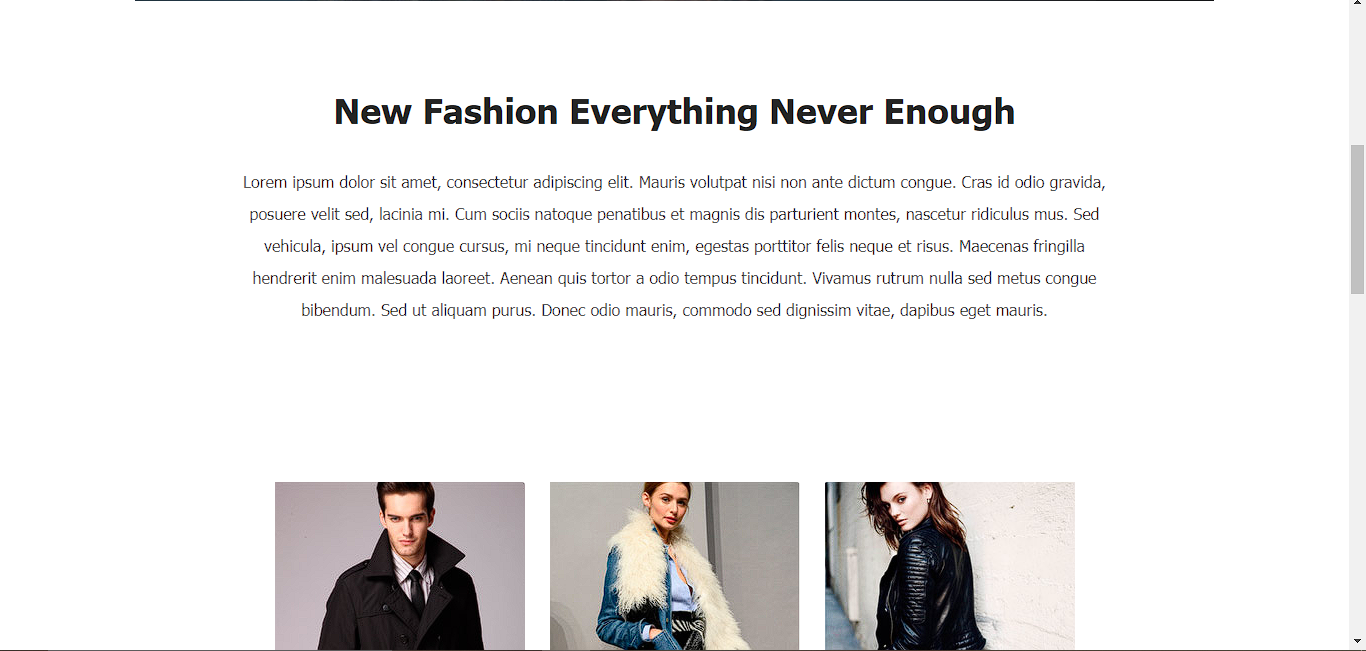 New Fashion Everything Never Enough
Lorem ipsum dolor sit amet, consectetur adipiscing elit. Mauris volutpat nisi non ante dictum congue. Cras id odio gravida,
posuere velit sed, lacinia mi. Cum sociis natoque penatibus et magnis dis parturient montes, nascetur ridiculus mus. Sed
vehicula, ipsum vel congue cursus, mi neque tincidunt enim, egestas porttitor felis neque et risus. Maecenas fringilla
hendrerit enim malesuada laoreet. Aenean quis tortor a odio tempus tincidunt. Vivamus rutrum nulla sed metus congue
bibendum. Sed ut aliquam purus. Donec odio mauris, commodo sed dignissim vitae, dapibus eget mauris.